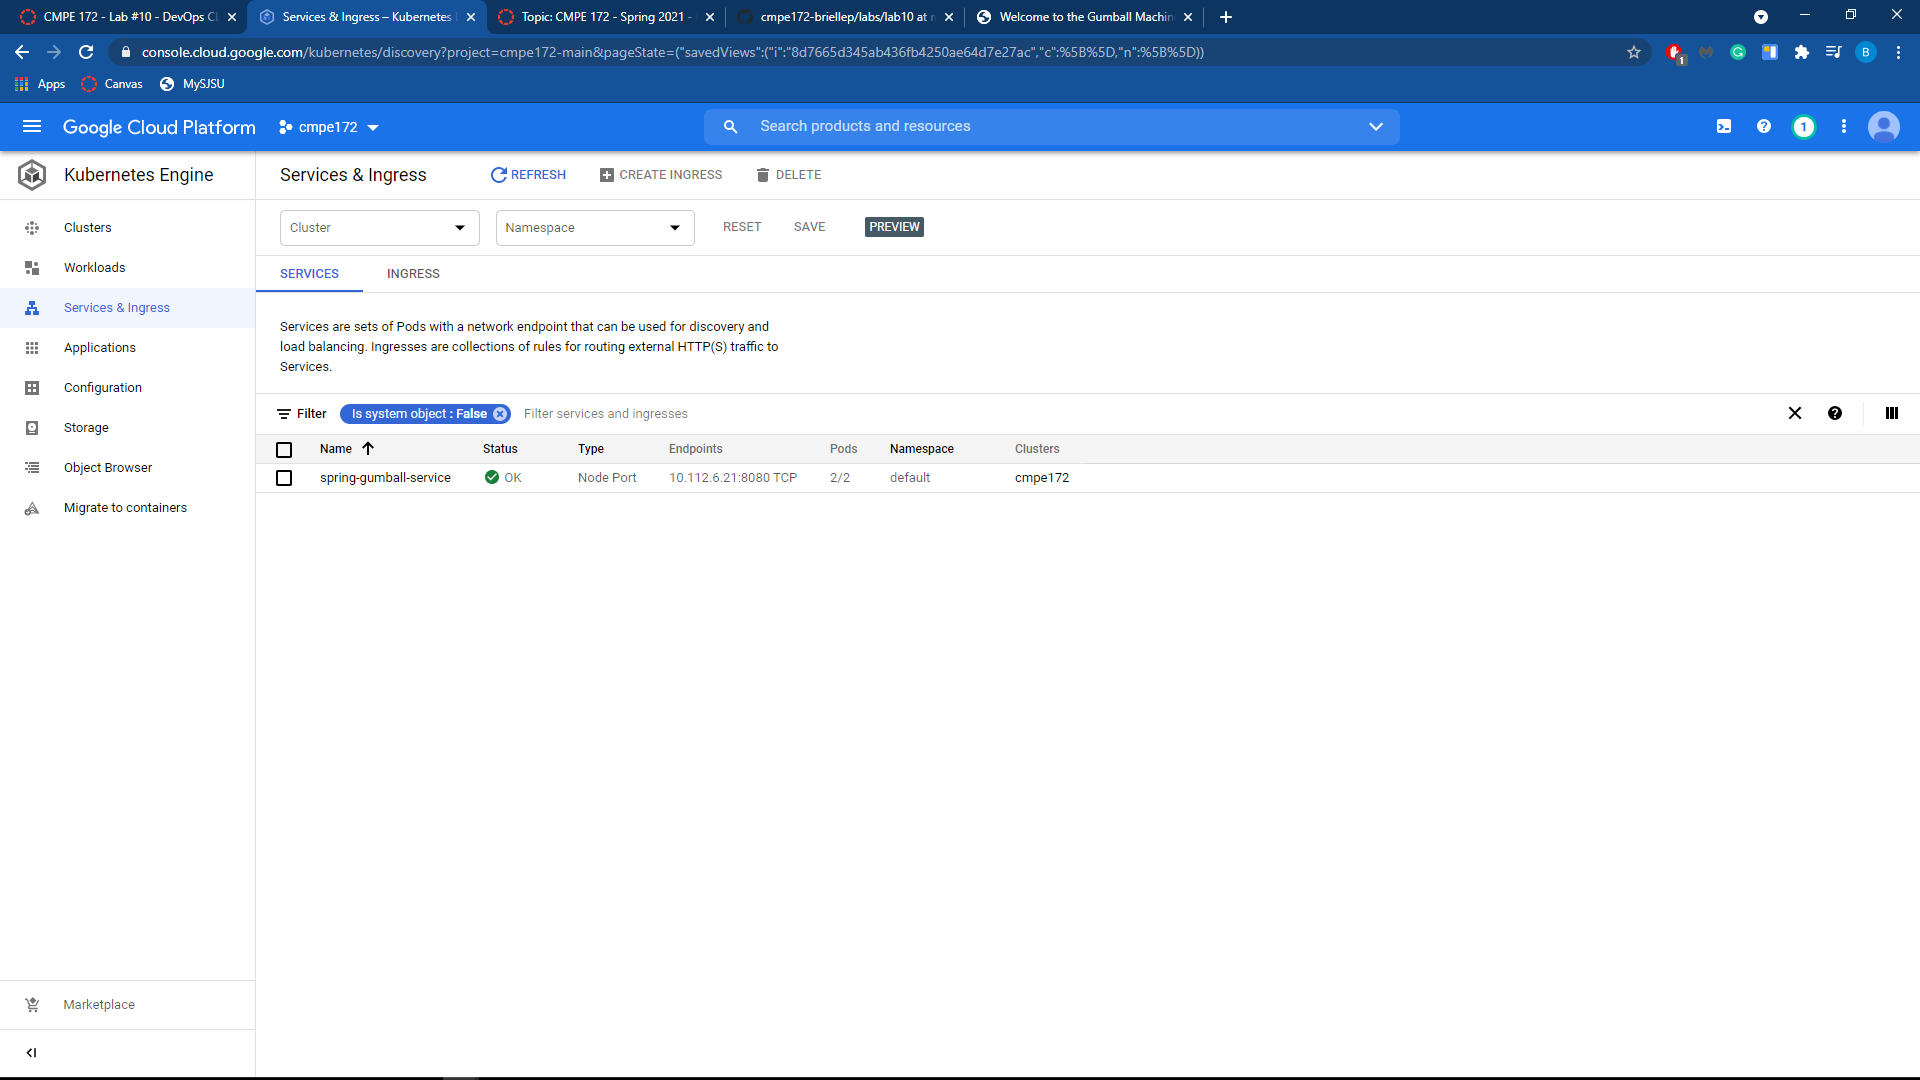 CMPE 172 - Lab #10 - DevOps Cl
Services & Ingress – Kubernetes
Topic: CMPE 172 - Spring 2021 -
cmpe172-briellep/labs/lab10 at
Welcome to the Gumball Machin
console.cloud.google.com/kubernetes/discovery?project=cmpe172-main&pageState=("savedViews":("i":"8d7665d345ab436fb4250ae64d7e27ac","c":%5B%5D,"n":%5B%5D))
1
B
Apps
Canvas
MySJSU
Google Cloud Platform
cmpe172
Search products and resources
1
Kubernetes Engine
Services & Ingress
REFRESH
CREATE INGRESS
DELETE
Clusters
Workloads
Services & Ingress
Applications
Configuration
Storage
Object Browser
Migrate to containers
Marketplace
Cluster
Namespace
RESET
SAVE
PREVIEW
SERVICES
INGRESS
Services are sets of Pods with a network endpoint that can be used for discovery and
load balancing. Ingresses are collections of rules for routing external HTTP(S) traffic to
Services.
Filter
Is system object : False
Filter services and ingresses
Name Status Type Endpoints Pods Namespace Clusters
spring-gumball-service OK Node Port 10.112.6.21:8080 TCP 2/2 default cmpe172